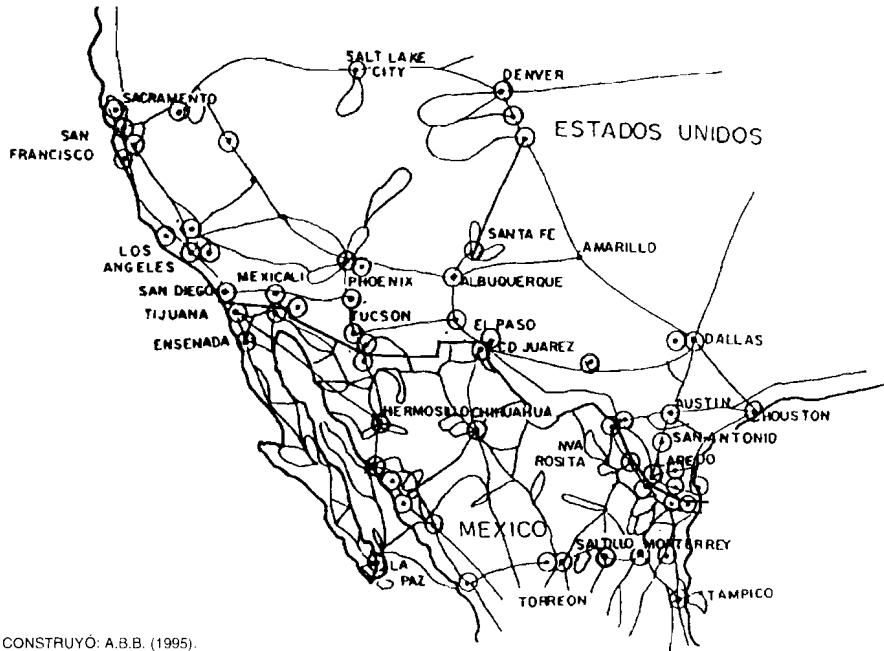 SALT LAKE
CITY
DENVER
SACRAMENTO
ESTADOS UNIDOS
SAN
FRANCISCO
SANTA FE
AMARILLO
LOS
ANGELES
MEXICALI
PHOENIX
ALBUQUERQUE
SAN DIEGO
TIJUANA
TUCSON
EL PASO
ENSENADA
CD JUAREZ
DALLAS
HERMOSILLO
CHIHUAHUA
AUSTIN
HOUSTON
SAN ANTONIO
NVA
ROSITA
LAREDO
MEXICO
SALTILLO
MONTERREY
LA
PAZ
TORREON
TAMPICO
CONSTRUYÓ: A.B.B. (1995).